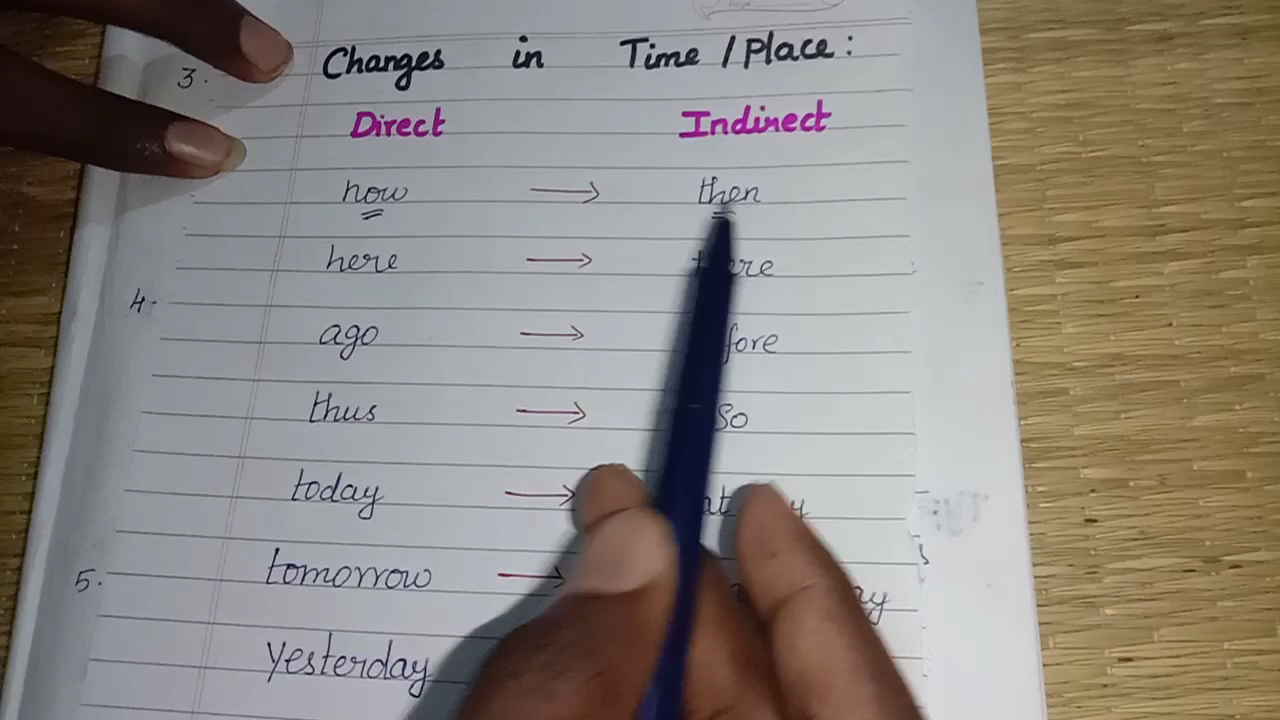 3. Changes in Time / Place :
Direct Indirect
now → then
here →
ago →
thus → so
today →
4.
tomorrow →
5.
yesterday